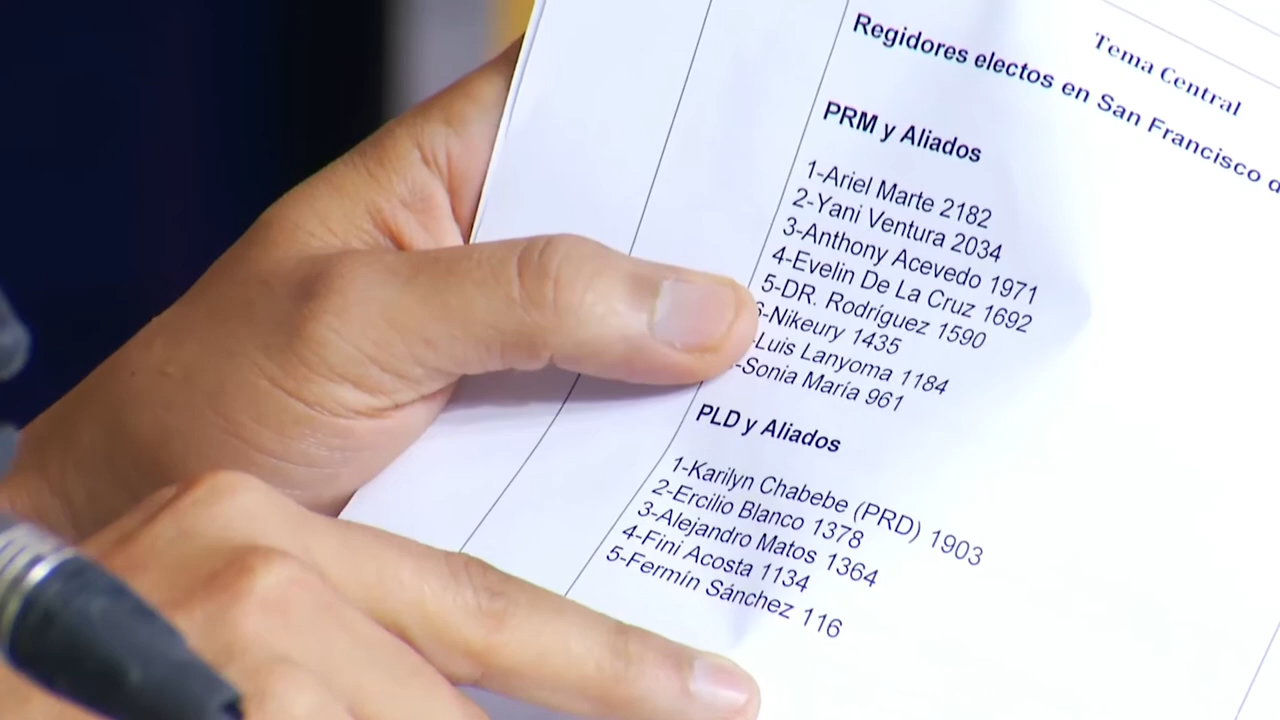 Tema Central
Regidores electos en San Francisco d
PRM y Aliados
1-Ariel Marte 2182
2-Yani Ventura 2034
3-Anthony Acevedo 1971
4-Evelin De La Cruz 1692
5-DR. Rodríguez 1590
6-Nikeury 1435
-Luis Lanyoma 1184
-Sonia María 961
PLD y Aliados
1-Karilyn Chabebe (PRD) 1903
2-Ercilio Blanco 1378
3-Alejandro Matos 1364
4-Fini Acosta 1134
5-Fermín Sánchez 116